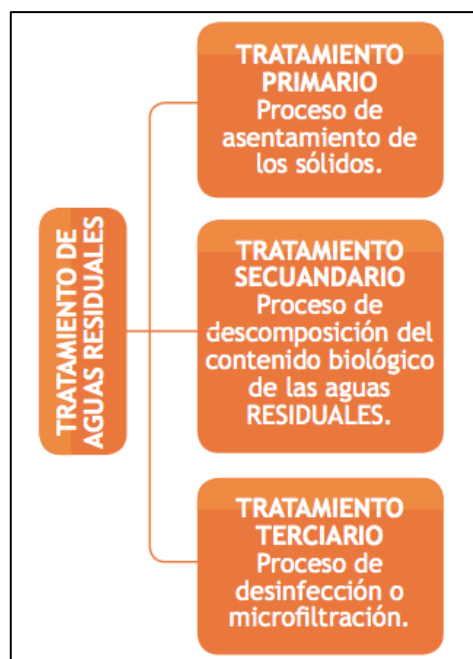 TRATAMIENTO DE
AGUAS RESIDUALES
TRATAMIENTO
PRIMARIO
Proceso de
asentamiento de
los sólidos.
TRATAMIENTO
SECUANDARIO
Proceso de
descomposición del
contenido biológico
de las aguas
RESIDUALES.
TRATAMIENTO
TERCIARIO
Proceso de
desinfección o
microfiltración.